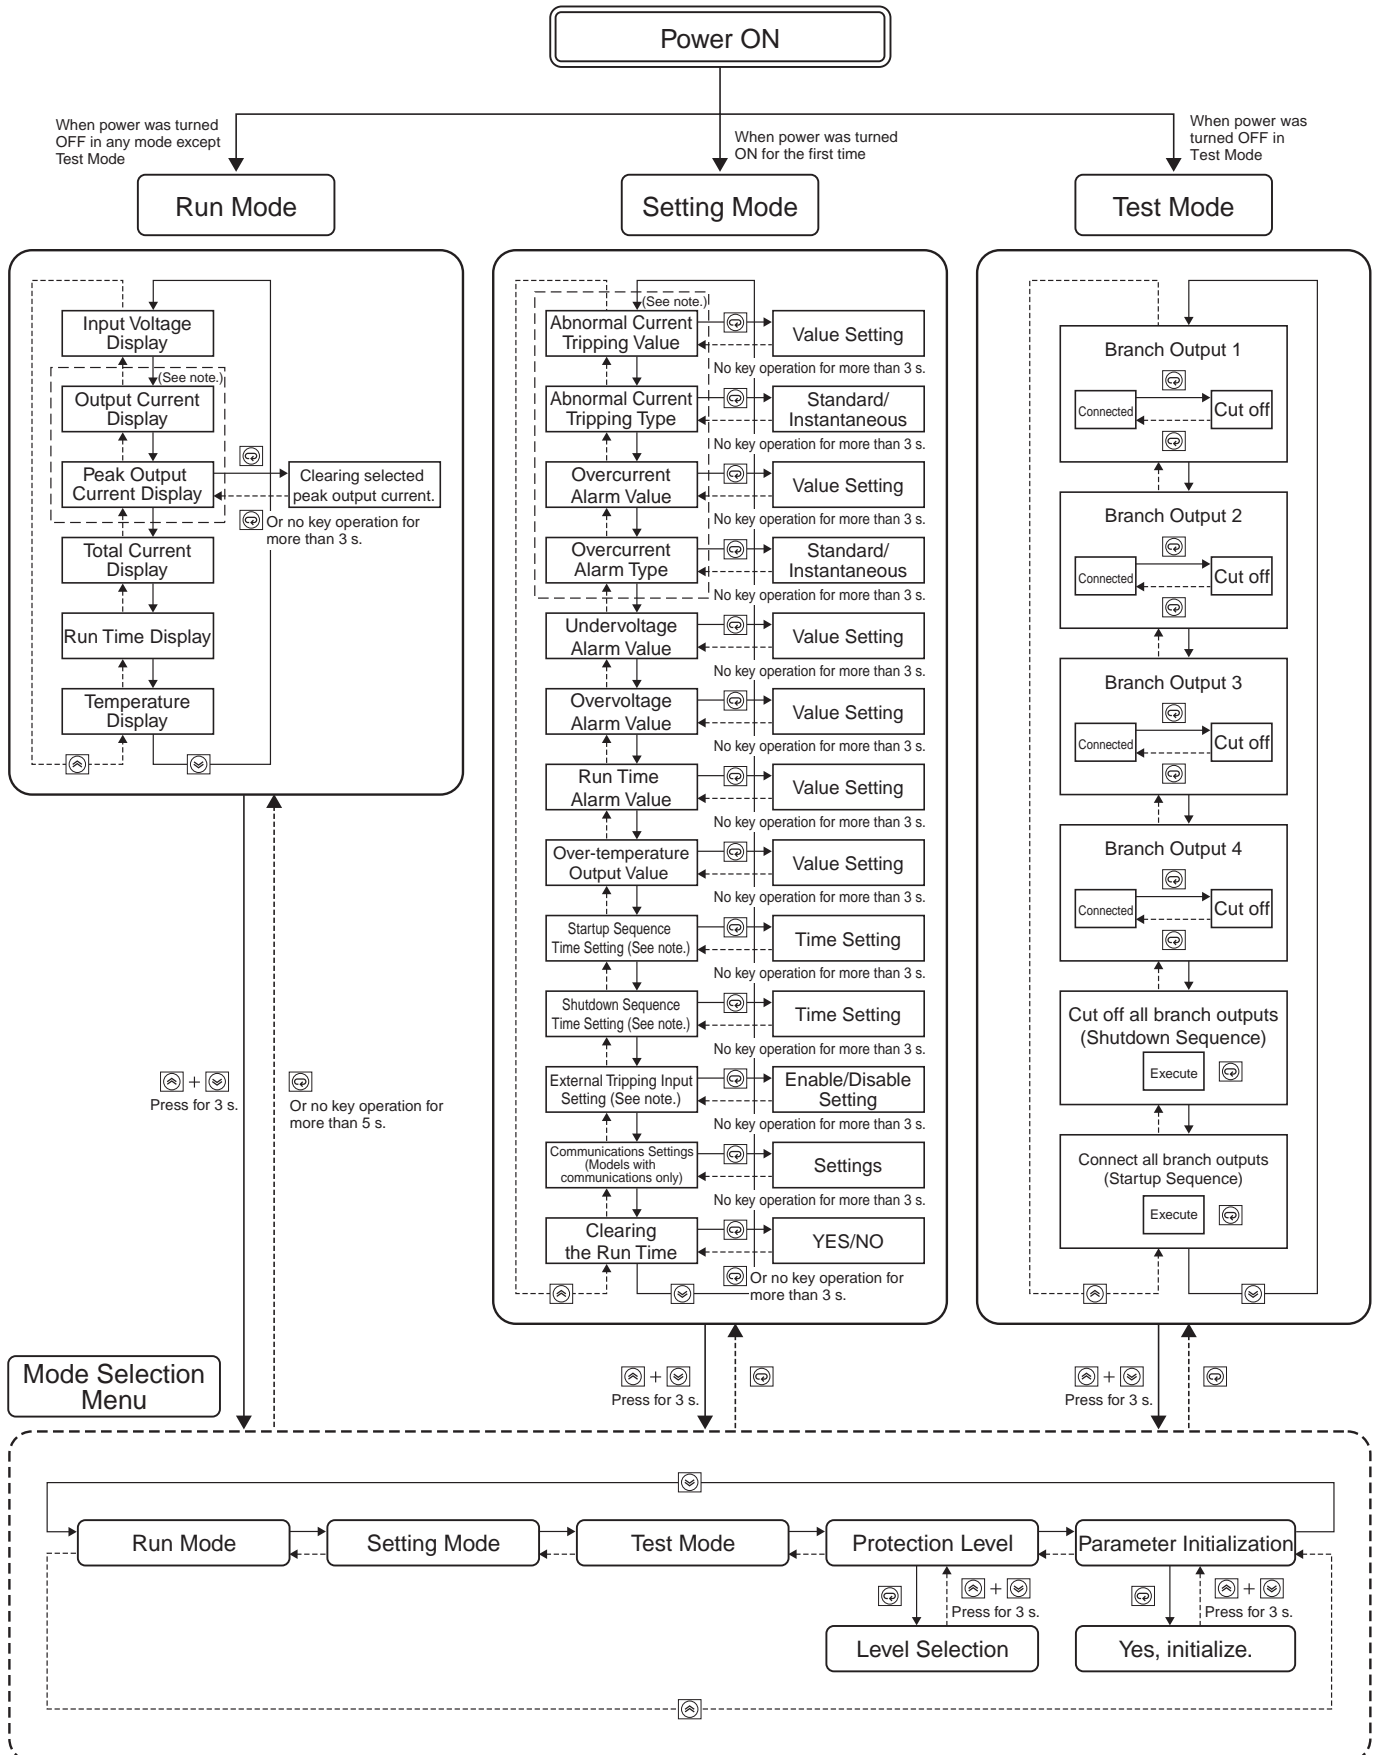 Power ON
When power was turned
OFF in any mode except
Test Mode
When power was turned
ON for the first time
When power was
turned OFF in
Test Mode
Run Mode
Setting Mode
Test Mode
Input Voltage
Display
(See note.)
Output Current
Display
Peak Output
Current Display
Clearing selected
peak output current.
Or no key operation for
more than 3 s.
Total Current
Display
Run Time Display
Temperature
Display
(See note.)
Abnormal Current
Tripping Value
Value Setting
No key operation for more than 3 s.
Abnormal Current
Tripping Type
Standard/
Instantaneous
No key operation for more than 3 s.
Overcurrent
Alarm Value
Value Setting
No key operation for more than 3 s.
Overcurrent
Alarm Type
Standard/
Instantaneous
No key operation for more than 3 s.
Undervoltage
Alarm Value
Value Setting
No key operation for more than 3 s.
Overvoltage
Alarm Value
Value Setting
No key operation for more than 3 s.
Run Time
Alarm Value
Value Setting
No key operation for more than 3 s.
Over-temperature
Output Value
Value Setting
No key operation for more than 3 s.
Startup Sequence
Time Setting (See note.)
Time Setting
No key operation for more than 3 s.
Shutdown Sequence
Time Setting (See note.)
Time Setting
No key operation for more than 3 s.
External Tripping Input
Setting (See note.)
Enable/Disable
Setting
No key operation for more than 3 s.
Communications Settings
(Models with
communications only)
Settings
No key operation for more than 3 s.
Clearing
the Run Time
YES/NO
Or no key operation for
more than 3 s.
Branch Output 1
Connected
Cut off
Branch Output 2
Connected
Cut off
Branch Output 3
Connected
Cut off
Branch Output 4
Connected
Cut off
Cut off all branch outputs
(Shutdown Sequence)
Execute
Connect all branch outputs
(Startup Sequence)
Execute
+
Press for 3 s.
Or no key operation for
more than 5 s.
+
Press for 3 s.
+
Press for 3 s.
Mode Selection
Menu
Run Mode
Setting Mode
Test Mode
Protection Level
Parameter Initialization
+
Press for 3 s.
+
Press for 3 s.
Level Selection
Yes, initialize.